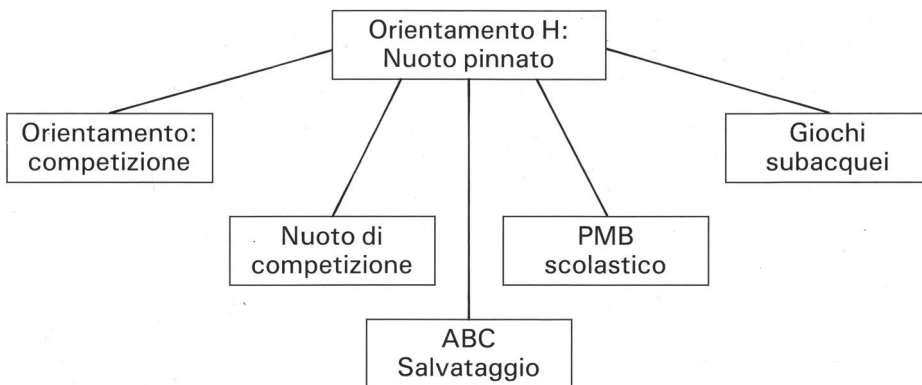 Orientamento H:
Nuoto pinnato
Orientamento:
competizione
Giochi
subacquei
Nuoto di
competizione
PMB
scolastico
ABC
Salvataggio